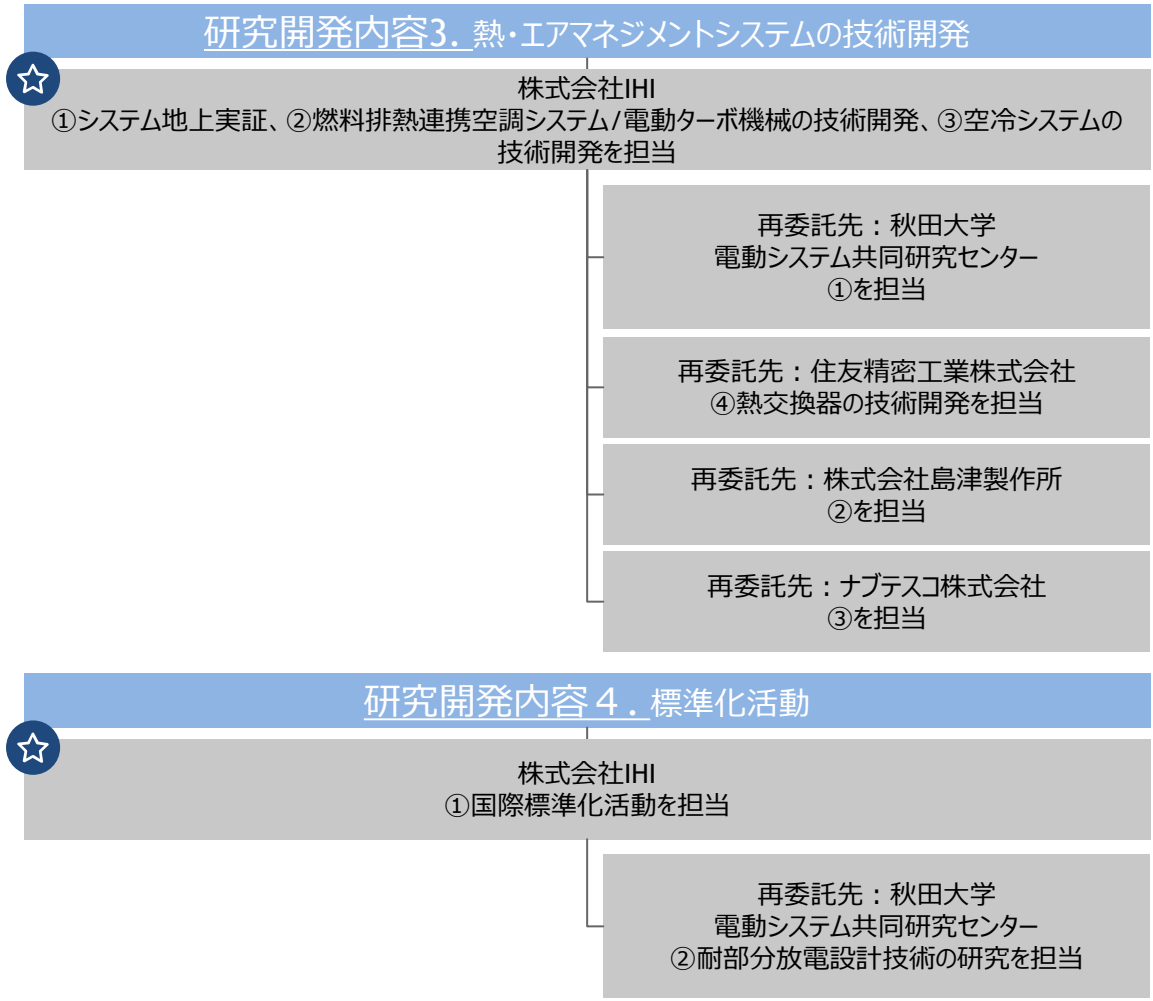 研究開発内容3. 熱・エアマネジメントシステムの技術開発
株式会社IHI
①システム地上実証、②燃料排熱連携空調システム/電動ターボ機械の技術開発、③空冷システムの
技術開発を担当
再委託先：秋田大学
電動システム共同研究センター
①を担当
再委託先：住友精密工業株式会社
④熱交換器の技術開発を担当
再委託先：株式会社島津製作所
②を担当
再委託先：ナブテスコ株式会社
③を担当
研究開発内容４. 標準化活動
株式会社IHI
①国際標準化活動を担当
再委託先：秋田大学
電動システム共同研究センター
②耐部分放電設計技術の研究を担当